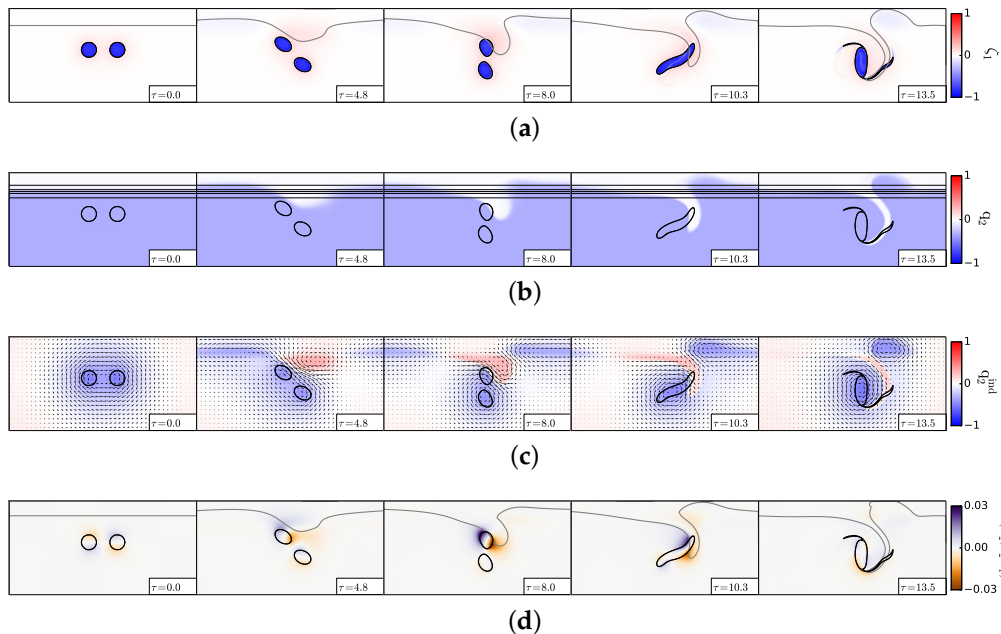 1
0
−1
ζ₁
τ=0.0
τ=4.8
τ=8.0
τ=10.3
τ=13.5
(a)
1
0
−1
q₂
τ=0.0
τ=4.8
τ=8.0
τ=10.3
τ=13.5
(b)
1
0
−1
q₂ⁱⁿᵈ
τ=0.0
τ=4.8
τ=8.0
τ=10.3
τ=13.5
(c)
0.03
0.00
−0.03
τ=0.0
τ=4.8
τ=8.0
τ=10.3
τ=13.5
(d)